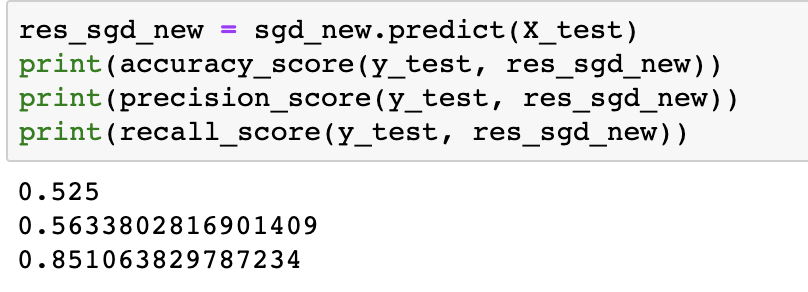 res_sgd_new = sgd_new.predict(X_test)
print(accuracy_score(y_test, res_sgd_new))
print(precision_score(y_test, res_sgd_new))
print(recall_score(y_test, res_sgd_new))
0.525
0.5633802816901409
0.851063829787234